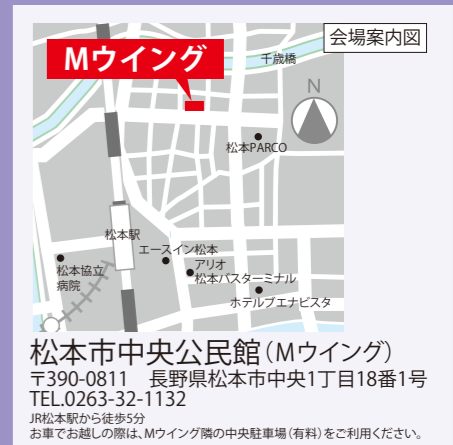 会場案内図
Mウイング
千歳橋
N
松本PARCO
松本駅
エースイン松本
アリオ
松本バスターミナル
松本協立
病院
ホテルブエナビスタ
松本市中央公民館(Mウイング)
〒390-0811 長野県松本市中央1丁目18番1号
TEL.0263-32-1132
JR松本駅から徒歩5分
お車でお越しの際は、Mウイング隣の中央駐車場(有料)をご利用ください。